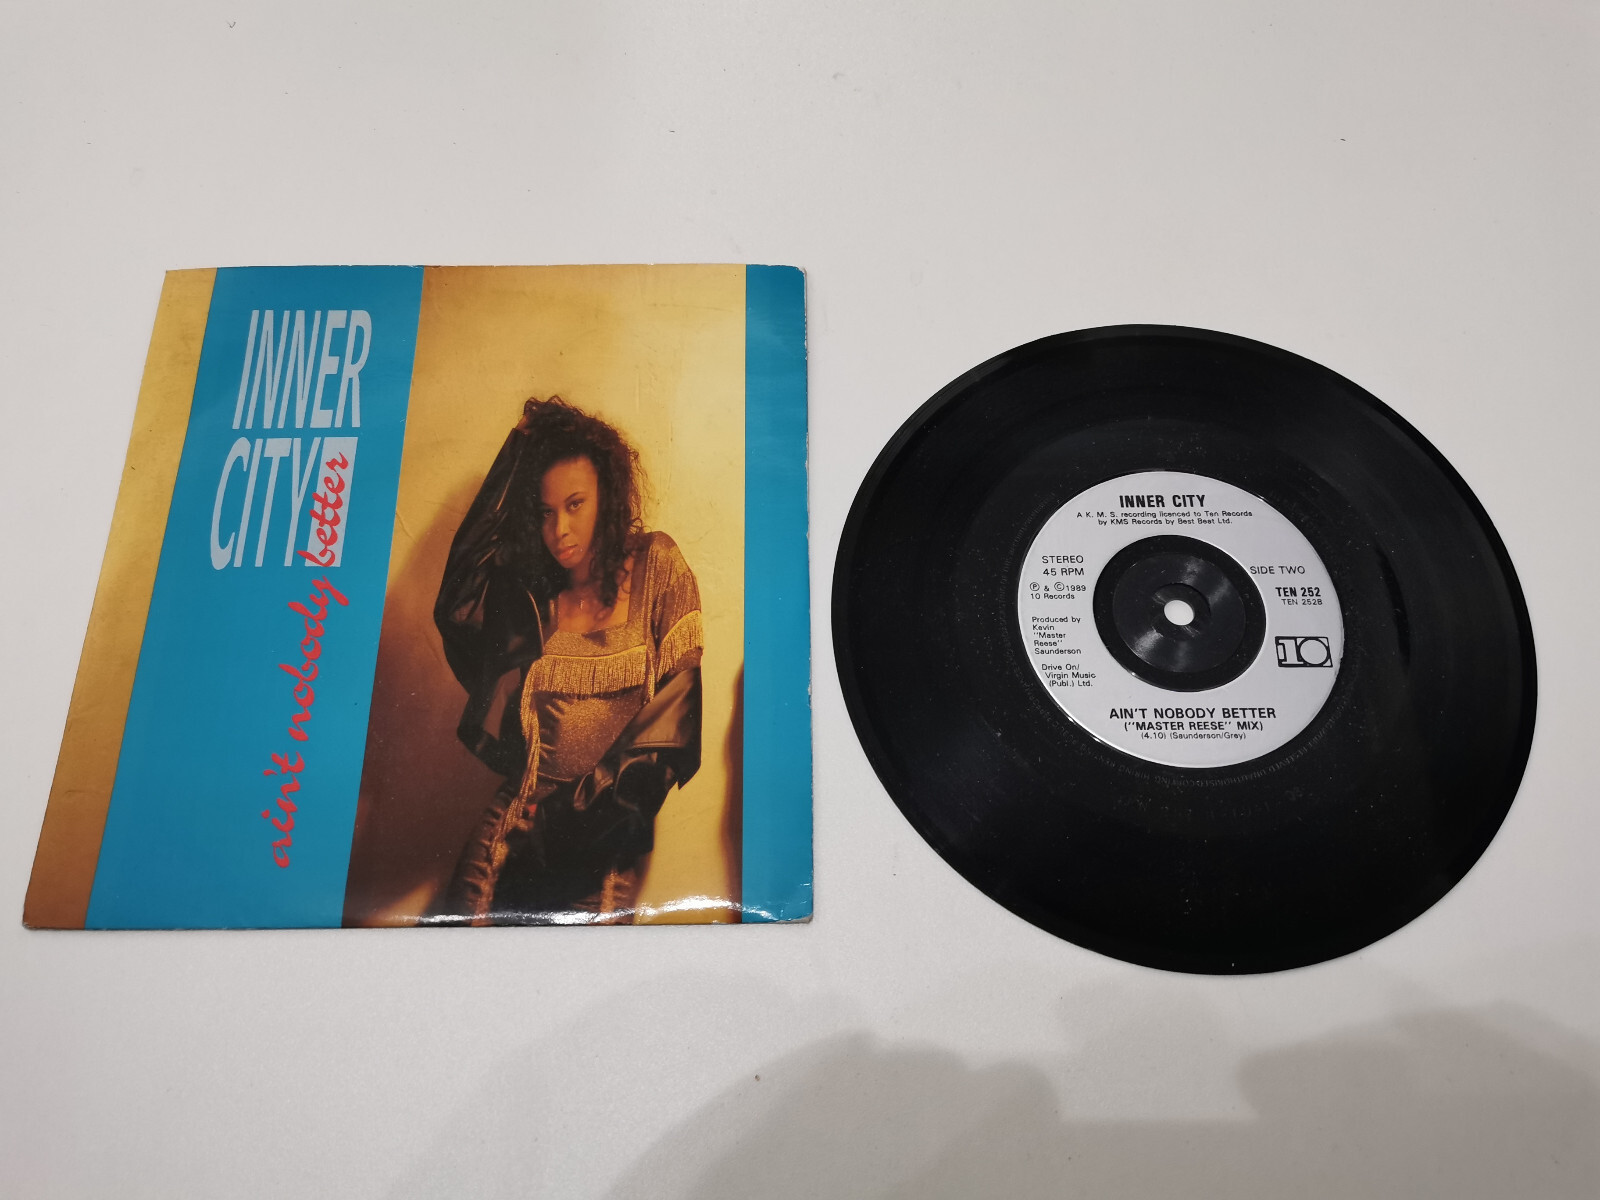 INNER
CITY
ain't nobody better
INNER CITY
A K. M. S. recording licenced to Ten Records
by KMS Records by Best Beat Ltd.
STEREO
45 RPM
Ⓟ & Ⓒ1989
10 Records
Produced by
Kevin
"Master
Reese"
Saunderson
Drive On/
Virgin Music
(Publ.) Ltd.
SIDE TWO
TEN 252
TEN 252B
10
AIN'T NOBODY BETTER
("MASTER REESE" MIX)
(4.10) (Saunderson/Grey)